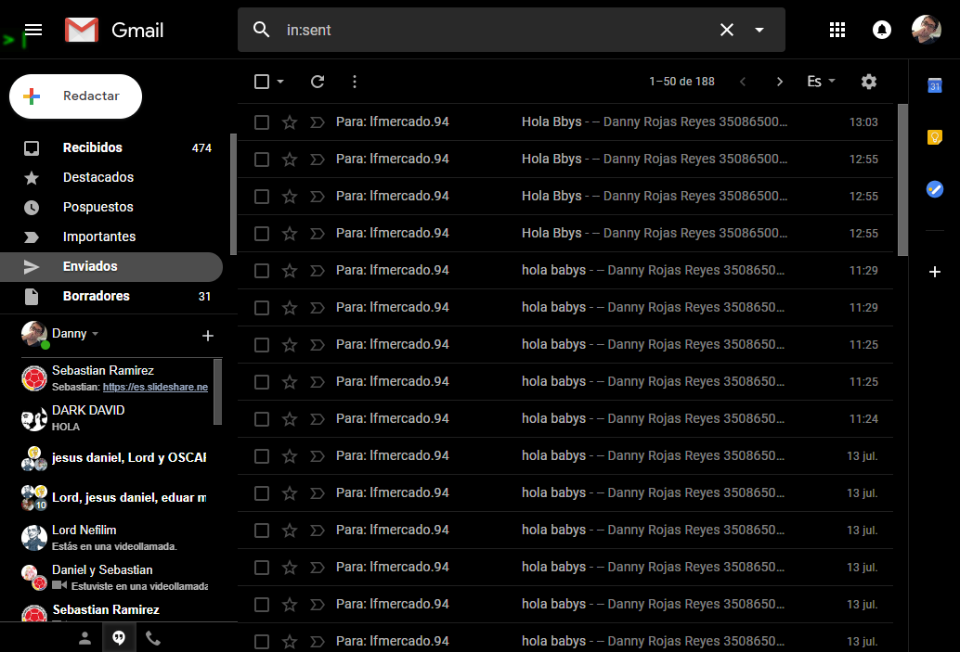 Gmail
in:sent
Redactar
1–50 de 188
Es
Recibidos 474
Destacados
Pospuestos
Importantes
Enviados
Borradores 31
Danny
Sebastian Ramirez
Sebastian: https://es.slideshare.ne
DARK DAVID
HOLA
jesus daniel, Lord y OSCAR
Lord, jesus daniel, eduar m
10
Lord Nefilim
Estás en una videollamada.
Daniel y Sebastian
Estuviste en una videollamada
Sebastian Ramirez
Para: lfmercado.94 Hola Bbys - -- Danny Rojas Reyes 35086500… 13:03
Para: lfmercado.94 Hola Bbys - -- Danny Rojas Reyes 35086500… 12:55
Para: lfmercado.94 Hola Bbys - -- Danny Rojas Reyes 35086500… 12:55
Para: lfmercado.94 Hola Bbys - -- Danny Rojas Reyes 35086500… 12:55
Para: lfmercado.94 hola babys - -- Danny Rojas Reyes 3508650… 11:29
Para: lfmercado.94 hola babys - -- Danny Rojas Reyes 3508650… 11:29
Para: lfmercado.94 hola babys - -- Danny Rojas Reyes 3508650… 11:25
Para: lfmercado.94 hola babys - -- Danny Rojas Reyes 3508650… 11:25
Para: lfmercado.94 hola babys - -- Danny Rojas Reyes 3508650… 11:24
Para: lfmercado.94 hola babys - -- Danny Rojas Reyes 3508650… 13 jul.
Para: lfmercado.94 hola babys - -- Danny Rojas Reyes 3508650… 13 jul.
Para: lfmercado.94 hola babys - -- Danny Rojas Reyes 3508650… 13 jul.
Para: lfmercado.94 hola babys - -- Danny Rojas Reyes 3508650… 13 jul.
Para: lfmercado.94 hola babys - -- Danny Rojas Reyes 3508650… 13 jul.
Para: lfmercado.94 hola babys - -- Danny Rojas Reyes 3508650… 13 jul.
31